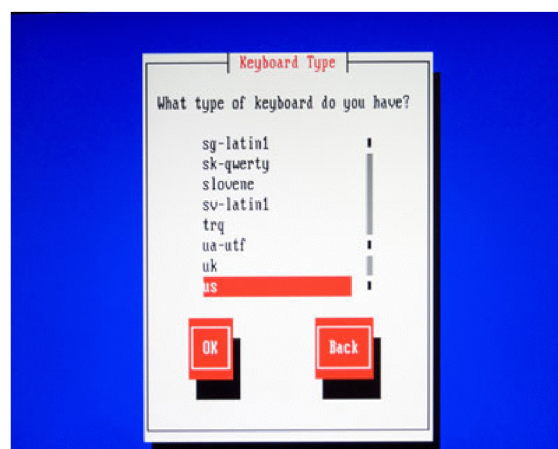 Keyboard Type
What type of keyboard do you have?
sg-latin1
sk-qwerty
slovene
sv-latin1
trq
ua-utf
uk
us
OK
Back